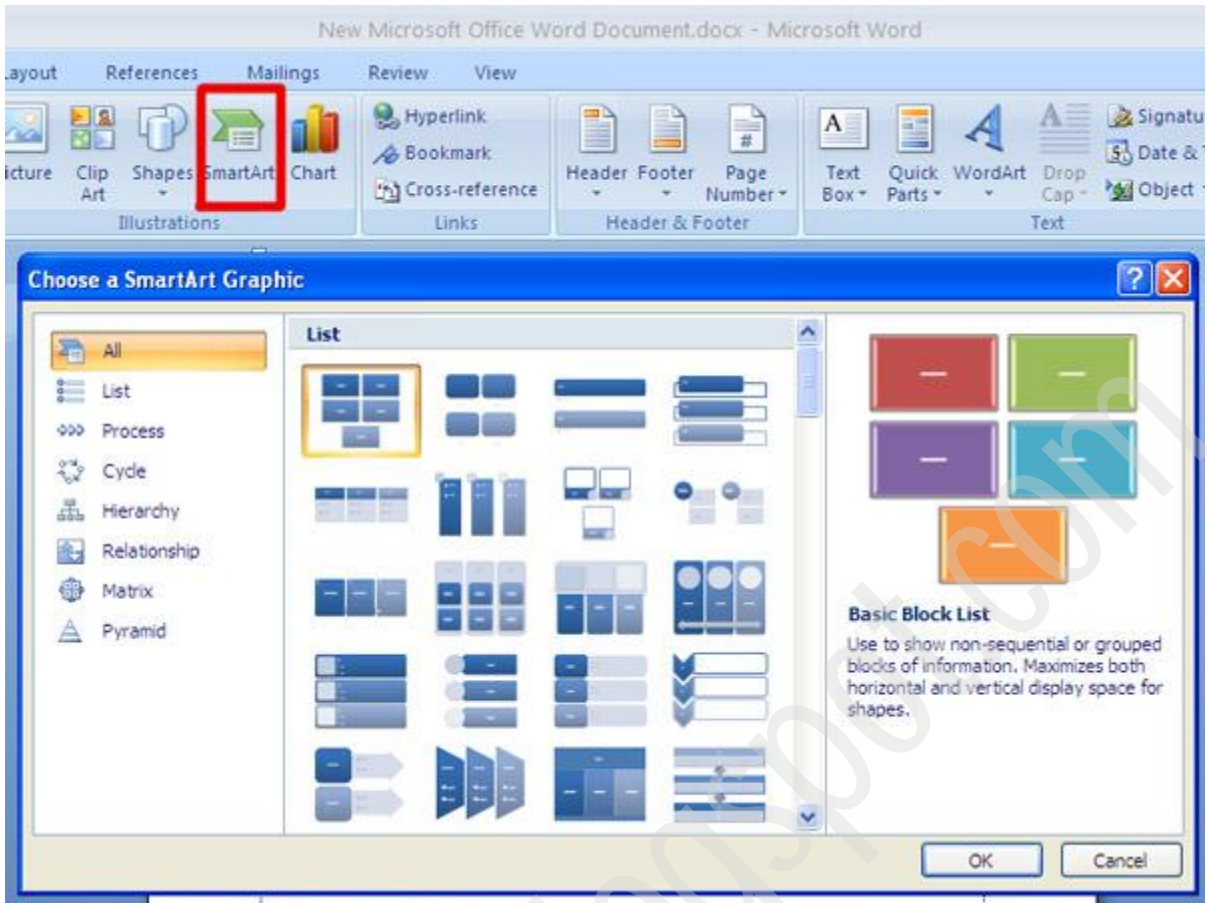 New Microsoft Office Word Document.docx - Microsoft Word
Layout References Mailings Review View
Picture Clip Art Shapes SmartArt Chart
Hyperlink
Bookmark
Cross-reference
Header Footer Page Number
Text Box Quick Parts WordArt Drop Cap
Signatu
Date &
Object
Illustrations Links Header & Footer Text
Choose a SmartArt Graphic
All
List
Process
Cycle
Hierarchy
Relationship
Matrix
Pyramid
List
Basic Block List
Use to show non-sequential or grouped
blocks of information. Maximizes both
horizontal and vertical display space for
shapes.
OK Cancel